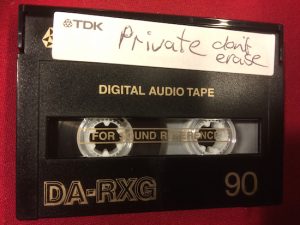 TDK
Private don't
erase
DIGITAL AUDIO TAPE
FOR SOUND REFERENCE
DA-RXG 90